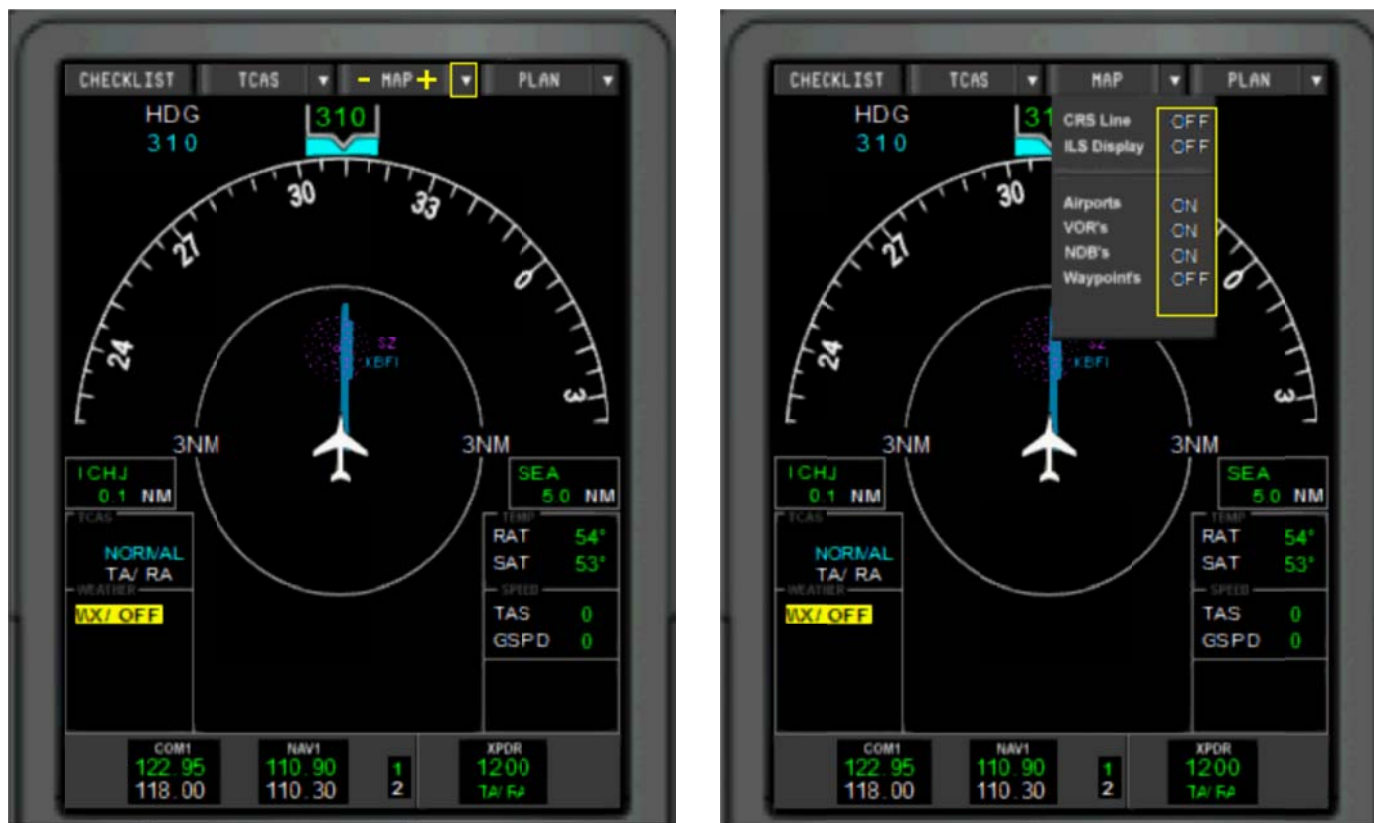 CHECKLIST TCAS ▼ - MAP + ▼ PLAN ▼
HDG
310
310
24
27
30
33
0
3
SZ
KBFI
3NM 3NM
ICHJ
0.1 NM
SEA
5.0 NM
TCAS
NORMAL
TA/RA
WEATHER
WX/OFF
TEMP
RAT 54°
SAT 53°
SPEED
TAS 0
GSPD 0
COM1 NAV1 XPDR
122.95 110.90 1 1200
118.00 110.30 2 TA/RA
CHECKLIST TCAS ▼ MAP ▼ PLAN ▼
HDG
310
31
CRS Line OFF
ILS Display OFF
Airports ON
VOR's ON
NDB's ON
Waypoint's OFF
24
27
30
0
3
SZ
KBFI
3NM 3NM
ICHJ
0.1 NM
SEA
5.0 NM
TCAS
NORMAL
TA/RA
WEATHER
WX/OFF
TEMP
RAT 54°
SAT 53°
SPEED
TAS 0
GSPD 0
COM1 NAV1 XPDR
122.95 110.90 1 1200
118.00 110.30 2 TA/RA